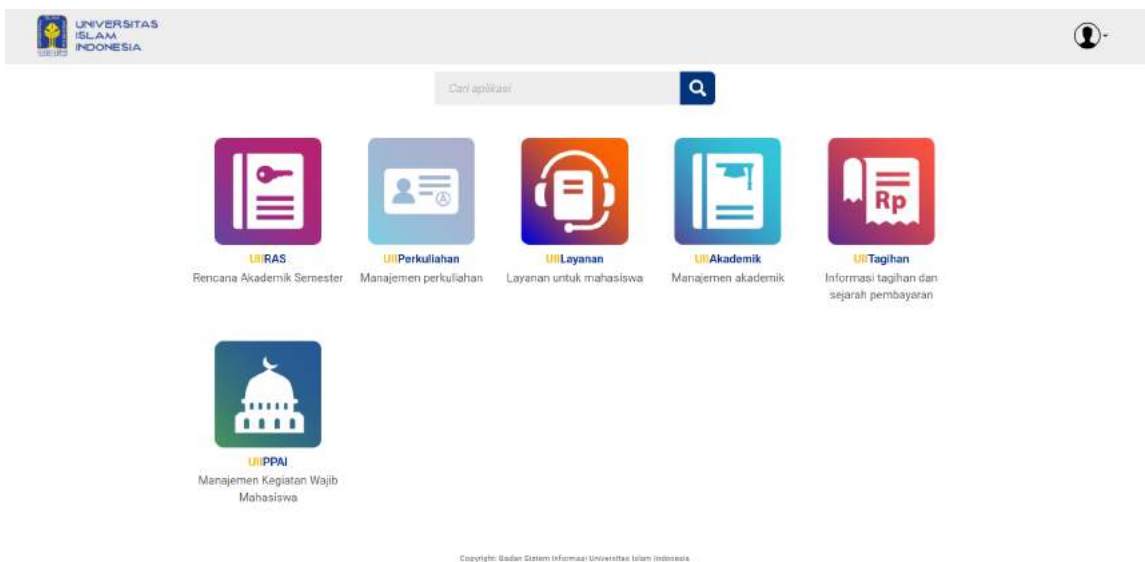 UNIVERSITAS
ISLAM
INDONESIA
Cari aplikasi
Rp
UIIRAS
Rencana Akademik Semester
UIIPerkuliahan
Manajemen perkuliahan
UIILayanan
Layanan untuk mahasiswa
UIIAkademik
Manajemen akademik
UIITagihan
Informasi tagihan dan
sejarah pembayaran
UIIPPAI
Manajemen Kegiatan Wajib
Mahasiswa
Copyright: Badan Sistem Informasi Universitas Islam Indonesia